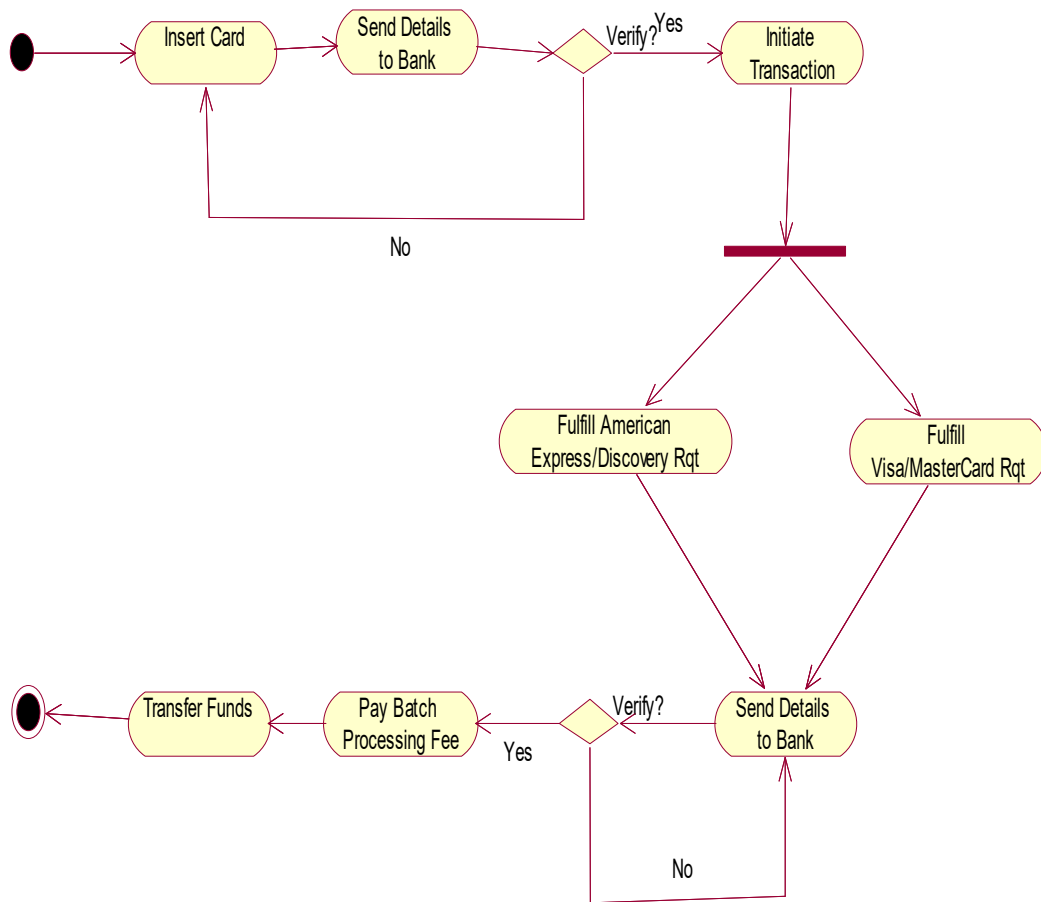 Insert Card
Send Details
to Bank
Verify?
Yes
Initiate
Transaction
No
Fulfill American
Express/Discovery Rqt
Fulfill
Visa/MasterCard Rqt
Transfer Funds
Pay Batch
Processing Fee
Yes
Verify?
Send Details
to Bank
No